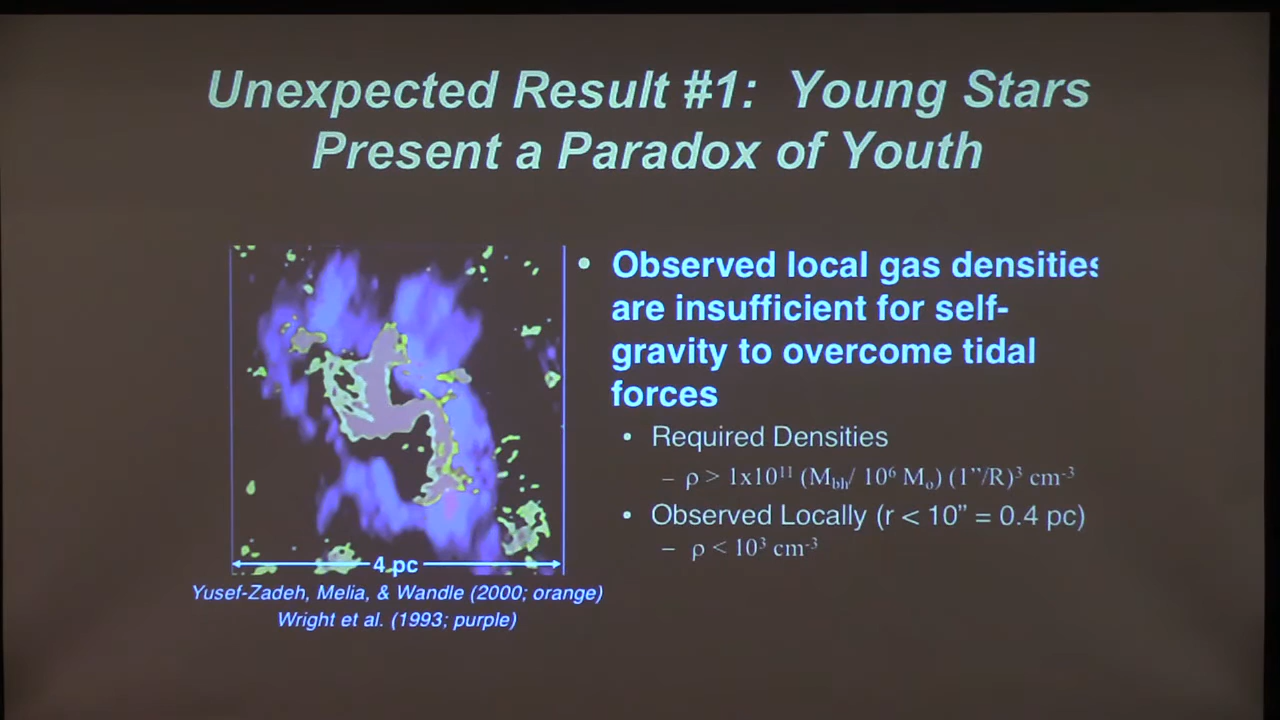 Unexpected Result #1: Young Stars
Present a Paradox of Youth
• Observed local gas densities
are insufficient for self-
gravity to overcome tidal
forces
• Required Densities
– ρ > 1x10¹¹ (M_bh/ 10⁶ M_o) (1”/R)³ cm⁻³
• Observed Locally (r < 10” = 0.4 pc)
– ρ < 10³ cm⁻³
4 pc
Yusef-Zadeh, Melia, & Wandle (2000; orange)
Wright et al. (1993; purple)